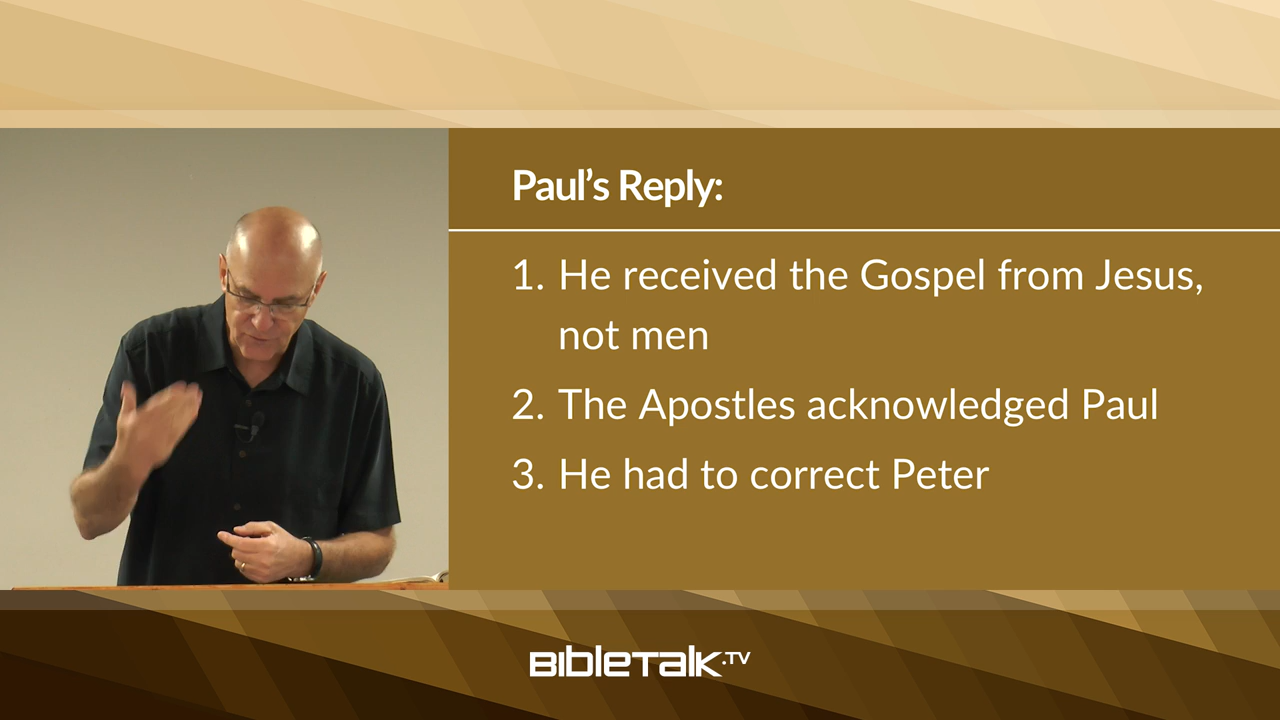 Paul’s Reply:
1. He received the Gospel from Jesus,
not men
2. The Apostles acknowledged Paul
3. He had to correct Peter
BibleTalk.TV